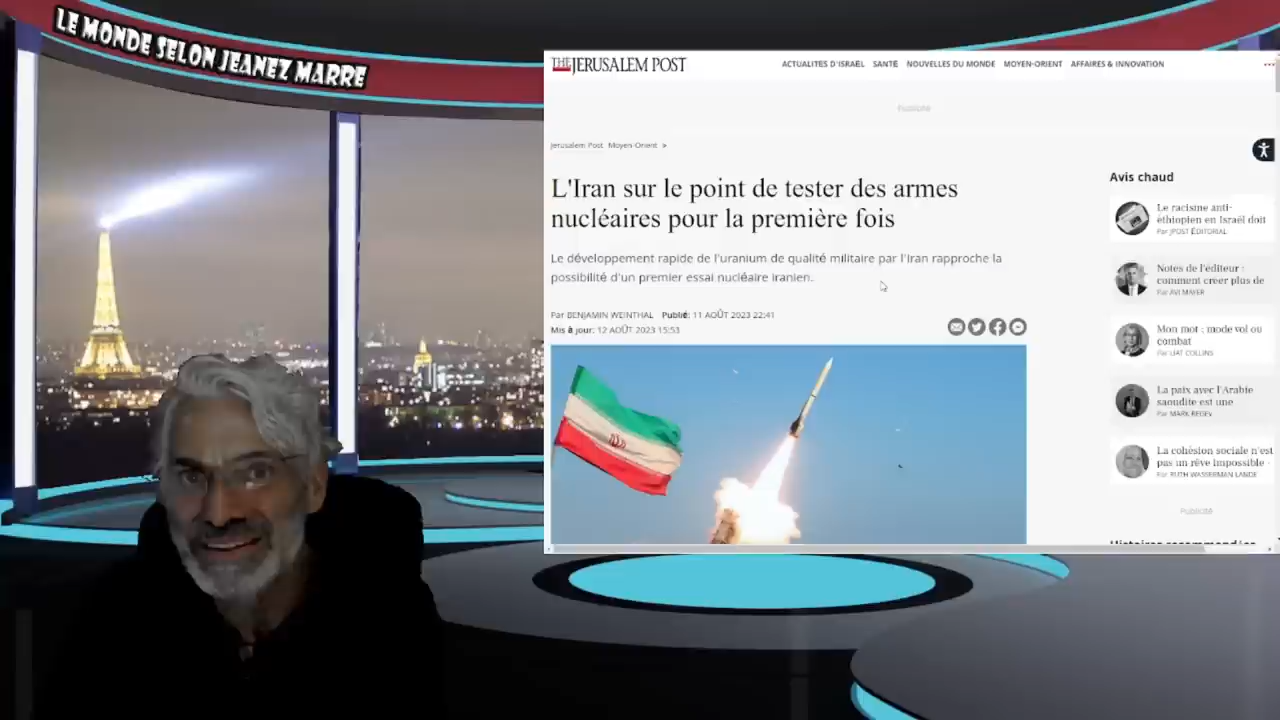 LE MONDE SELON JEANEZ MARRE
THE JERUSALEM POST
ACTUALITÉS D'ISRAËL SANTÉ NOUVELLES DU MONDE MOYEN-ORIENT AFFAIRES & INNOVATION
Publicité
Jerusalem Post Moyen-Orient >
L'Iran sur le point de tester des armes
nucléaires pour la première fois
Le développement rapide de l'uranium de qualité militaire par l'Iran rapproche la
possibilité d'un premier essai nucléaire iranien.
Par BENJAMIN WEINTHAL Publié: 11 AOÛT 2023 22:41
Mis à jour: 12 AOÛT 2023 15:53
Avis chaud
Le racisme anti-
éthiopien en Israël doit
Par JPOST ÉDITORIAL
Notes de l'éditeur :
comment créer plus de
Par AVI MAYER
Mon mot : mode vol ou
combat
Par LIAT COLLINS
La paix avec l'Arabie
saoudite est une
Par MARK REGEV
La cohésion sociale n'est
pas un rêve impossible -
Par RUTH WASSERMAN LANDE
Publicité
Histoires recommandées